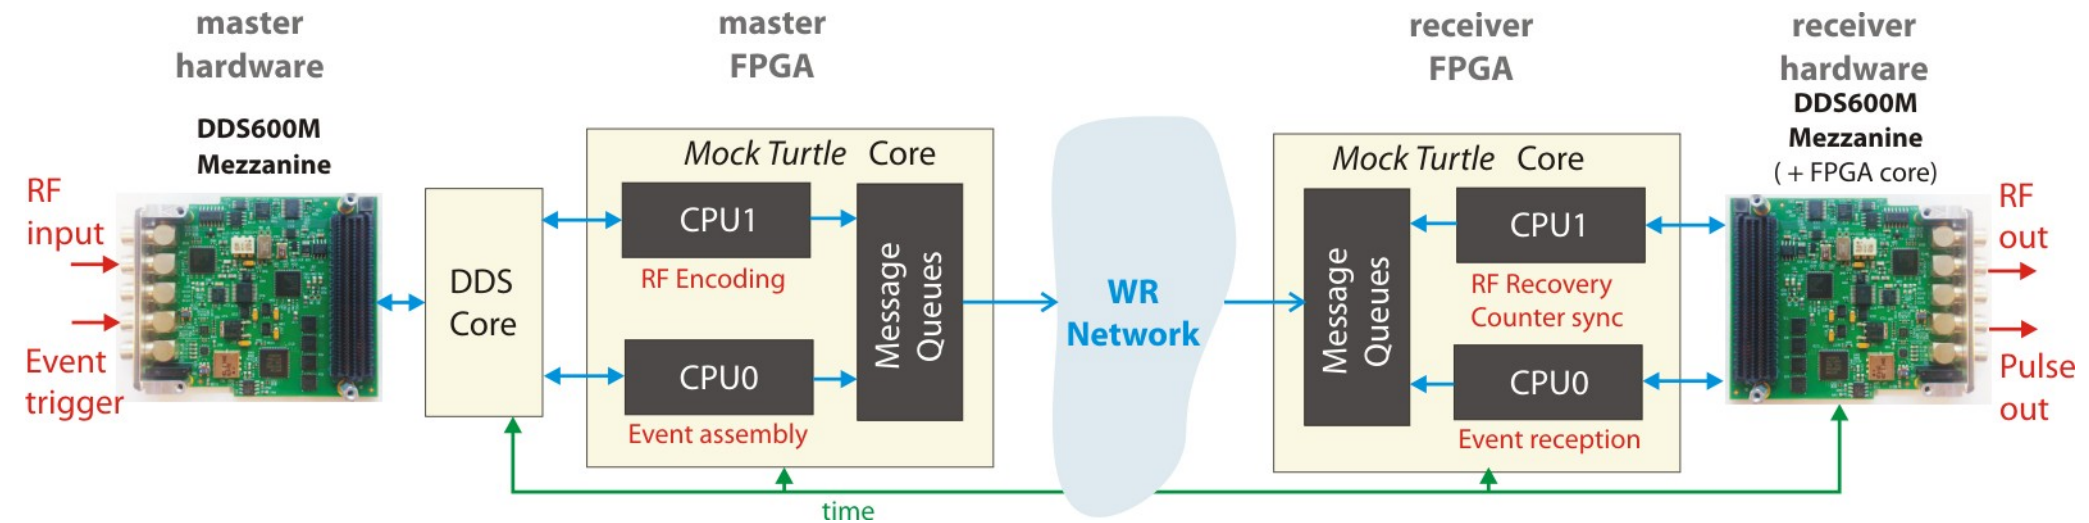 master
hardware
master
FPGA
receiver
FPGA
receiver
hardware
DDS600M
Mezzanine
RF
input
Event
trigger
DDS
Core
Mock Turtle Core
CPU1
RF Encoding
CPU0
Event assembly
Message
Queues
WR
Network
time
Mock Turtle Core
Message
Queues
CPU1
RF Recovery
Counter sync
CPU0
Event reception
DDS600M
Mezzanine
( + FPGA core)
RF
out
Pulse
out